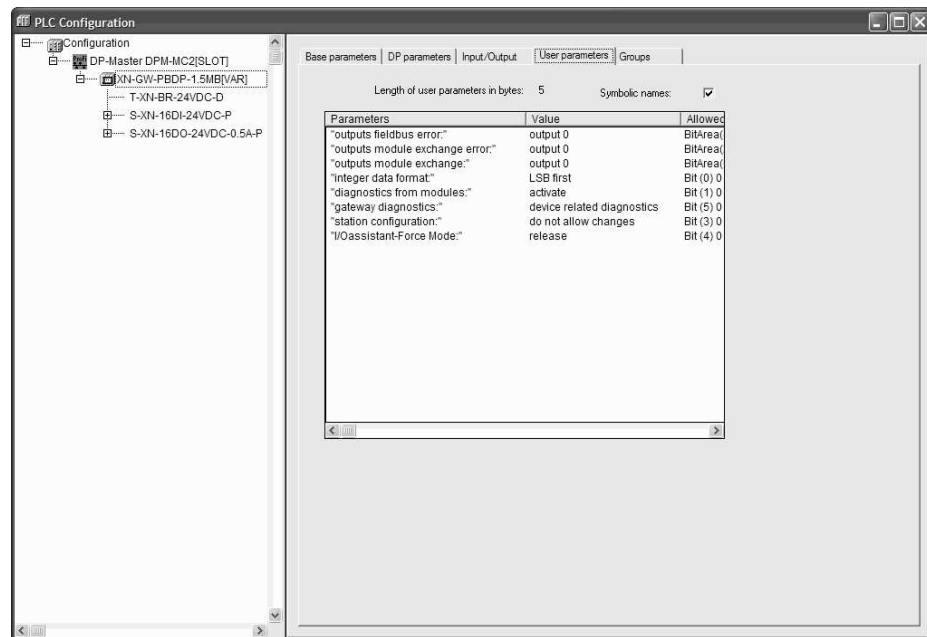 PLC Configuration
Configuration
DP-Master DPM-MC2[SLOT]
XN-GW-PBDP-1.5MB[VAR]
T-XN-BR-24VDC-D
S-XN-16DI-24VDC-P
S-XN-16DO-24VDC-0.5A-P
Base parameters DP parameters Input/Output User parameters Groups
Length of user parameters in bytes: 5 Symbolic names:
Parameters Value Allowed
"outputs fieldbus error:" output 0 BitArea(
"outputs module exchange error:" output 0 BitArea(
"outputs module exchange:" output 0 BitArea(
"integer data format:" LSB first Bit (0) 0
"diagnostics from modules:" activate Bit (1) 0
"gateway diagnostics:" device related diagnostics Bit (5) 0
"station configuration:" do not allow changes Bit (3) 0
"I/Oassistant-Force Mode:" release Bit (4) 0